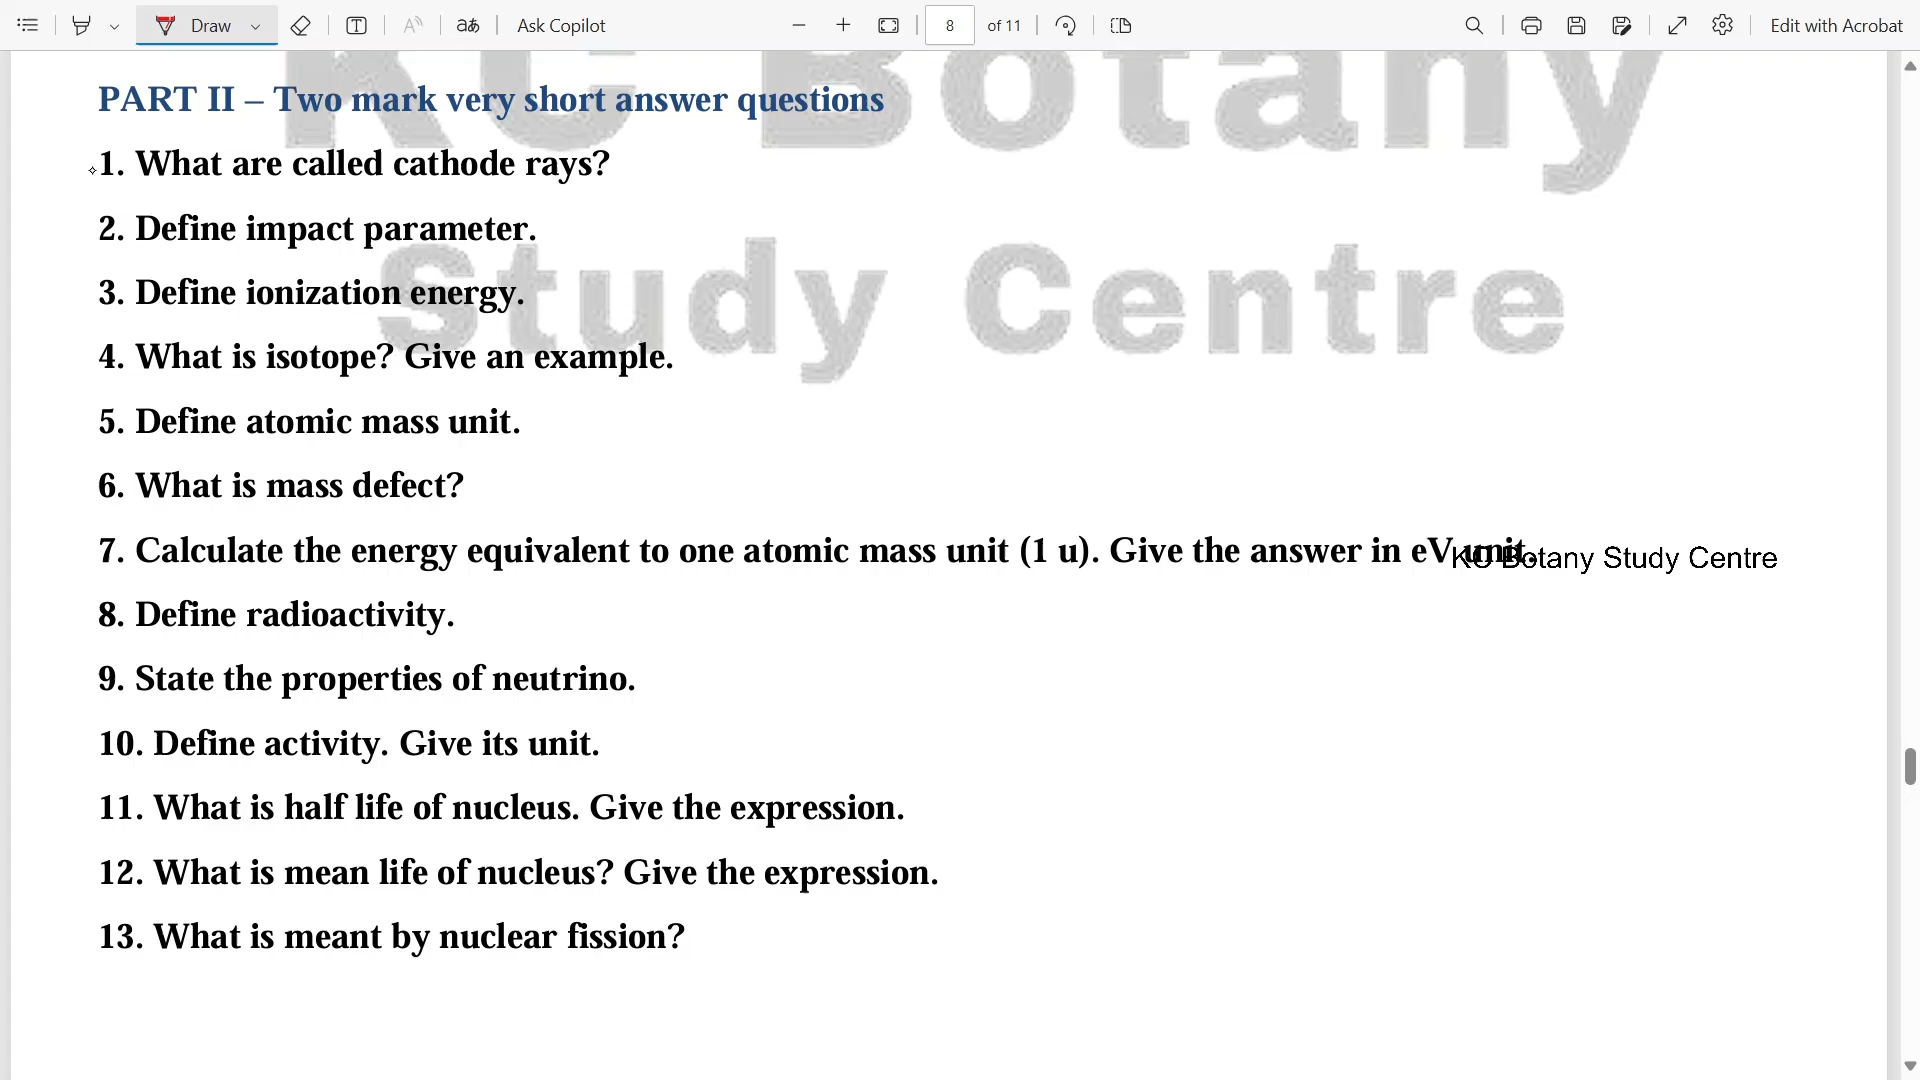 Draw
Ask Copilot
8 of 11
Edit with Acrobat
KC Botany
Study Centre
PART II – Two mark very short answer questions
1. What are called cathode rays?
2. Define impact parameter.
3. Define ionization energy.
4. What is isotope? Give an example.
5. Define atomic mass unit.
6. What is mass defect?
7. Calculate the energy equivalent to one atomic mass unit (1 u). Give the answer in eV unit.
KC Botany Study Centre
8. Define radioactivity.
9. State the properties of neutrino.
10. Define activity. Give its unit.
11. What is half life of nucleus. Give the expression.
12. What is mean life of nucleus? Give the expression.
13. What is meant by nuclear fission?